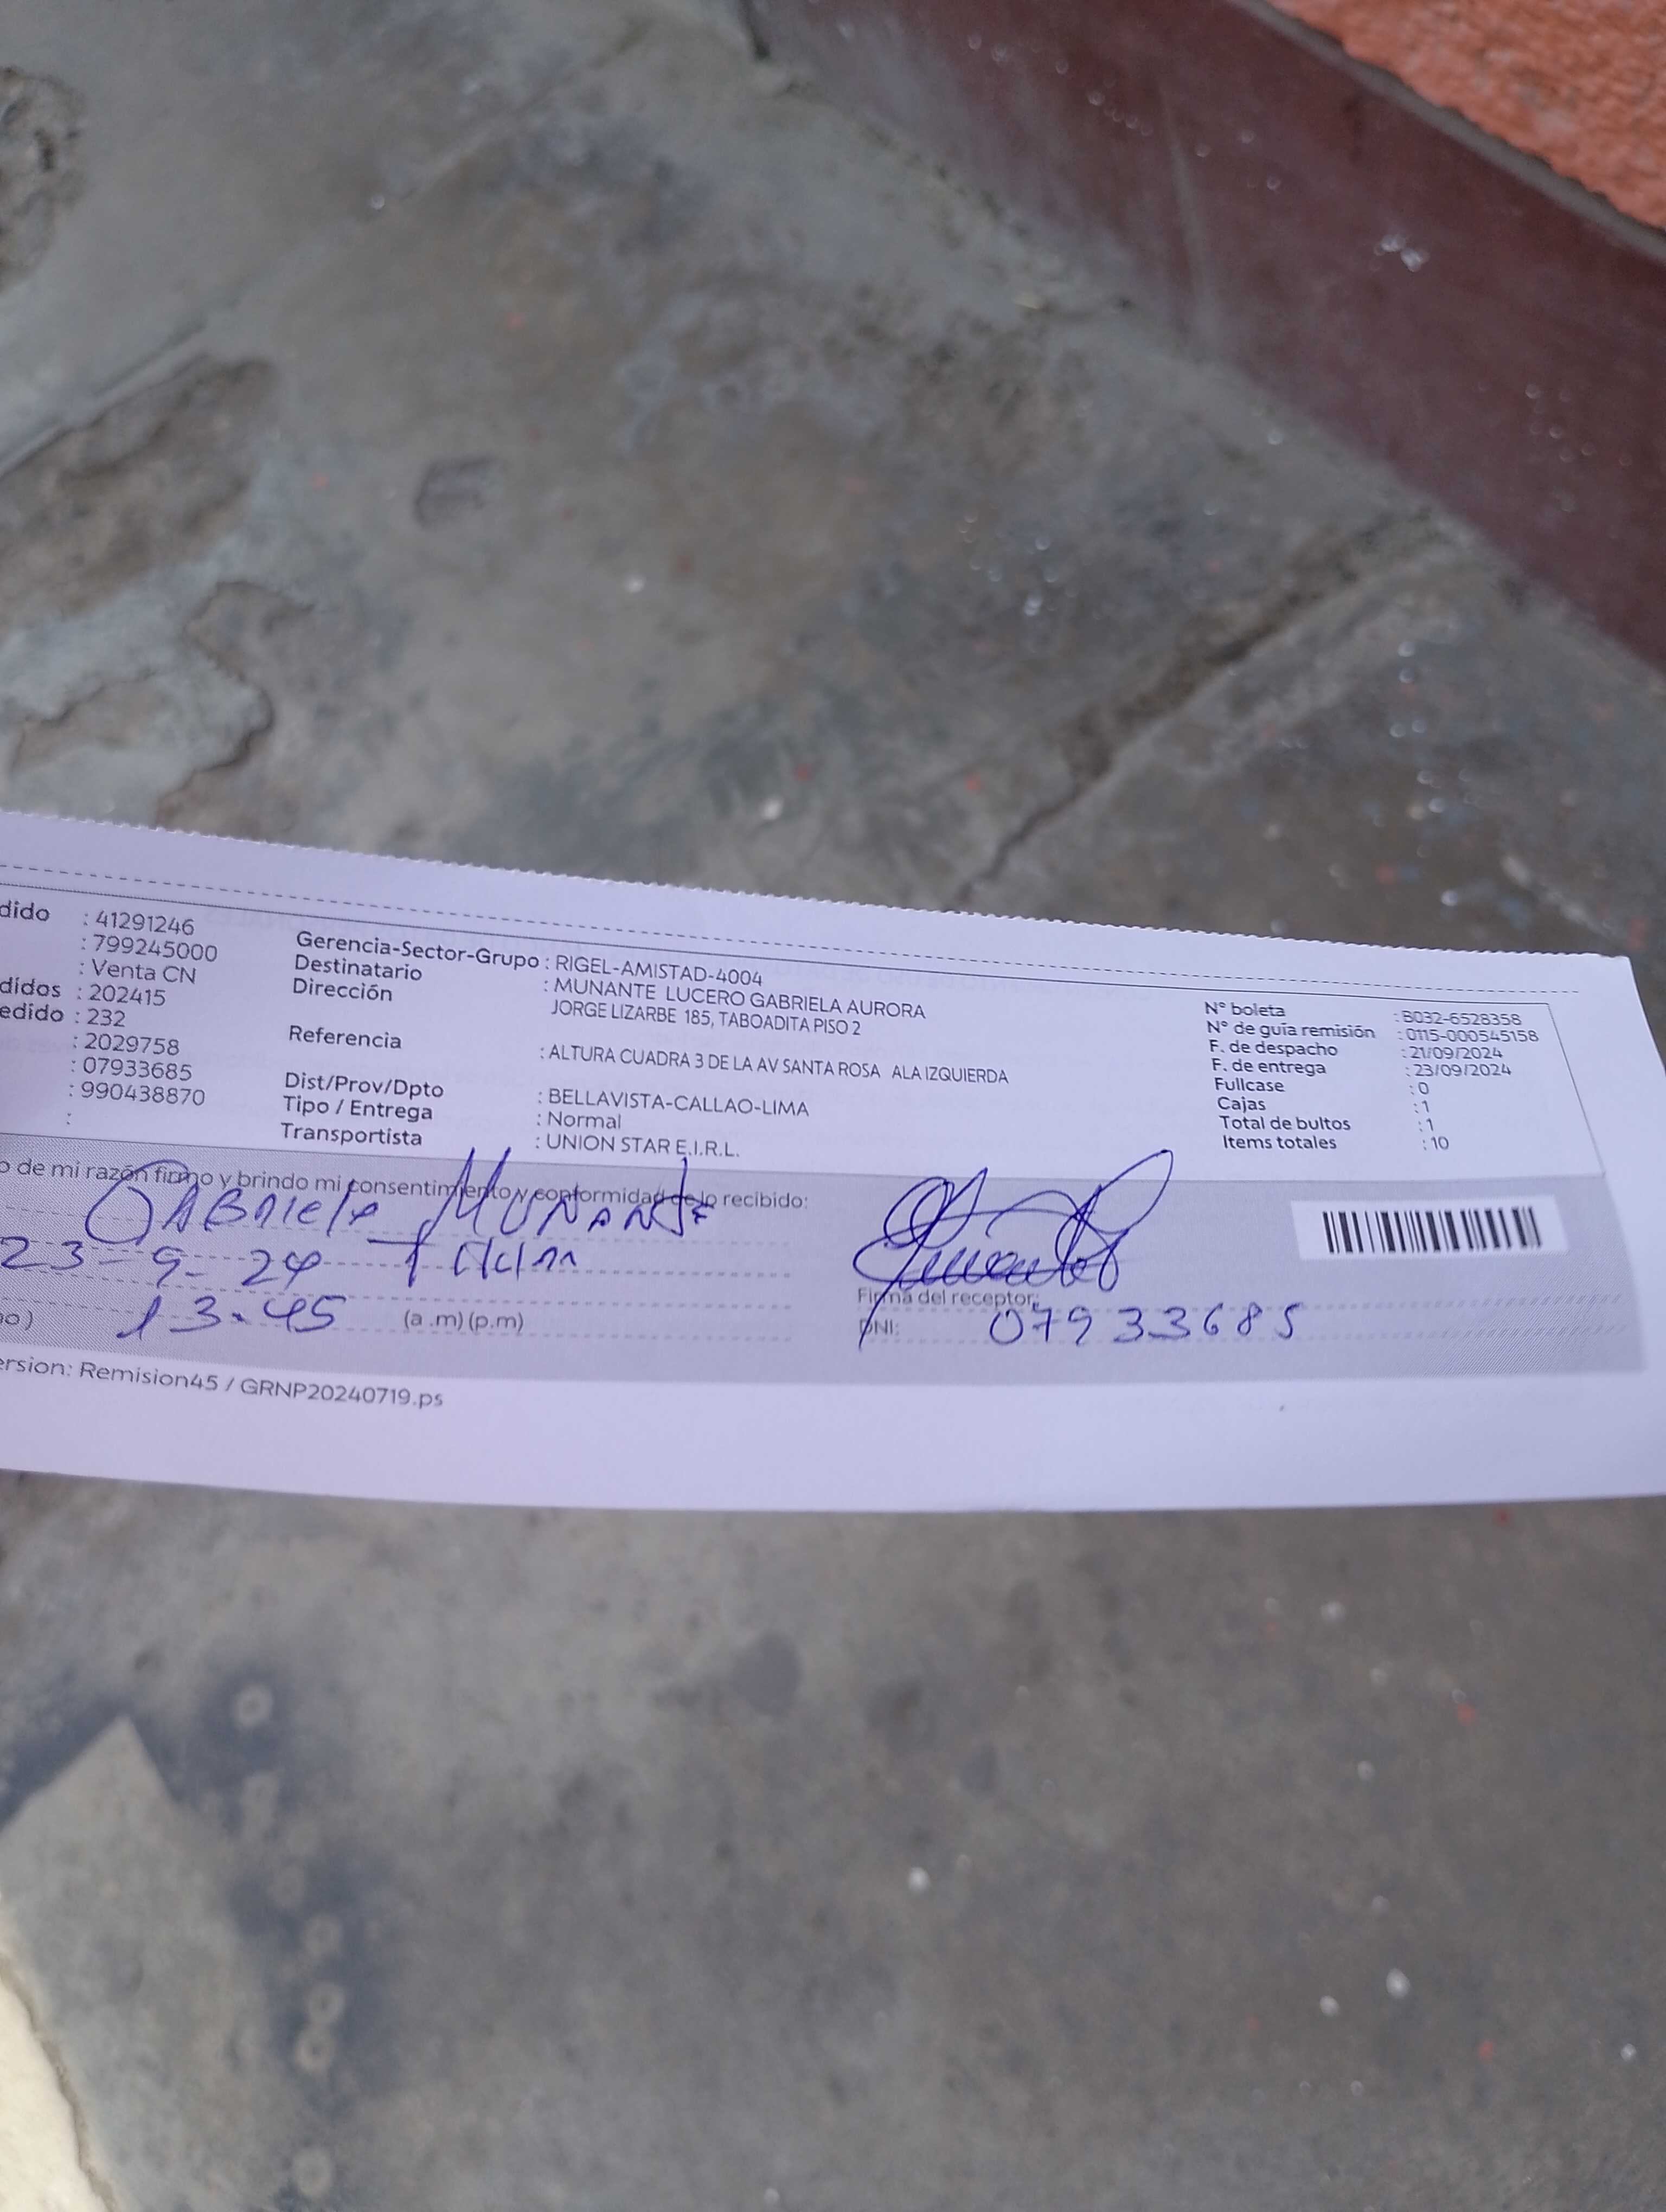 dido : 41291246
: 799245000
: Venta CN
didos : 202415
edido : 232
: 2029758
: 07933685
: 990438870
:
Gerencia-Sector-Grupo : RIGEL-AMISTAD-4004
Destinatario : MUNANTE LUCERO GABRIELA AURORA
Dirección JORGE LIZARBE 185, TABOADITA PISO 2
Referencia : ALTURA CUADRA 3 DE LA AV SANTA ROSA ALA IZQUIERDA
Dist/Prov/Dpto : BELLAVISTA-CALLAO-LIMA
Tipo / Entrega : Normal
Transportista : UNION STAR E.I.R.L.
N° boleta : B032-6528358
N° de guía remisión : 0115-000545158
F. de despacho : 21/09/2024
F. de entrega : 23/09/2024
Fullcase : 0
Cajas : 1
Total de bultos : 1
Items totales : 10
o de mi razón firmo y brindo mi consentimiento y conformidad de lo recibido:
GABRIELA MUNANTE
23-9-24
13.45 (a .m) (p.m)
Firma del receptor:
DNI: 07933685
ersion: Remision45 / GRNP20240719.ps